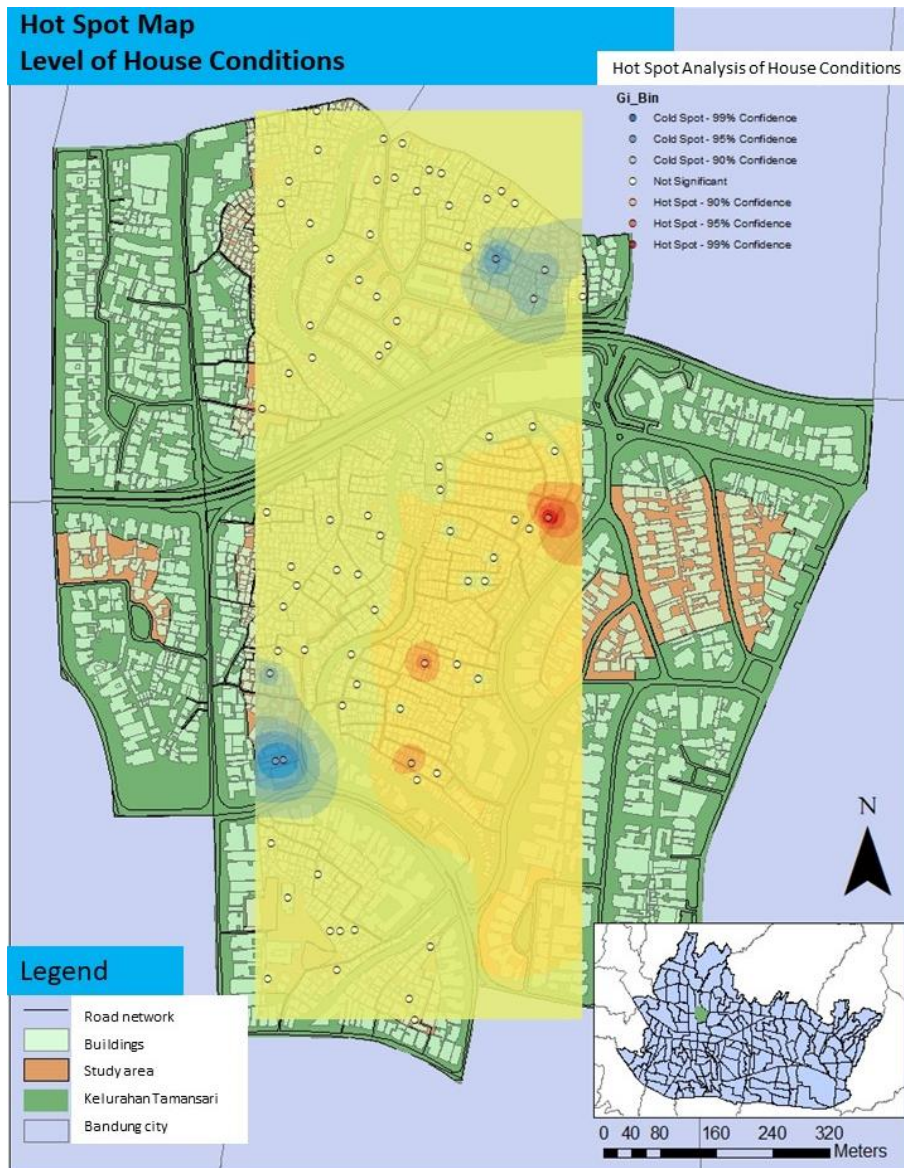 Hot Spot Map
Level of House Conditions
Hot Spot Analysis of House Conditions
Gi_Bin
Cold Spot - 99% Confidence
Cold Spot - 95% Confidence
Cold Spot - 90% Confidence
Not Significant
Hot Spot - 90% Confidence
Hot Spot - 95% Confidence
Hot Spot - 99% Confidence
N
Legend
Road network
Buildings
Study area
Kelurahan Tamansari
Bandung city
0 40 80 160 240 320
Meters